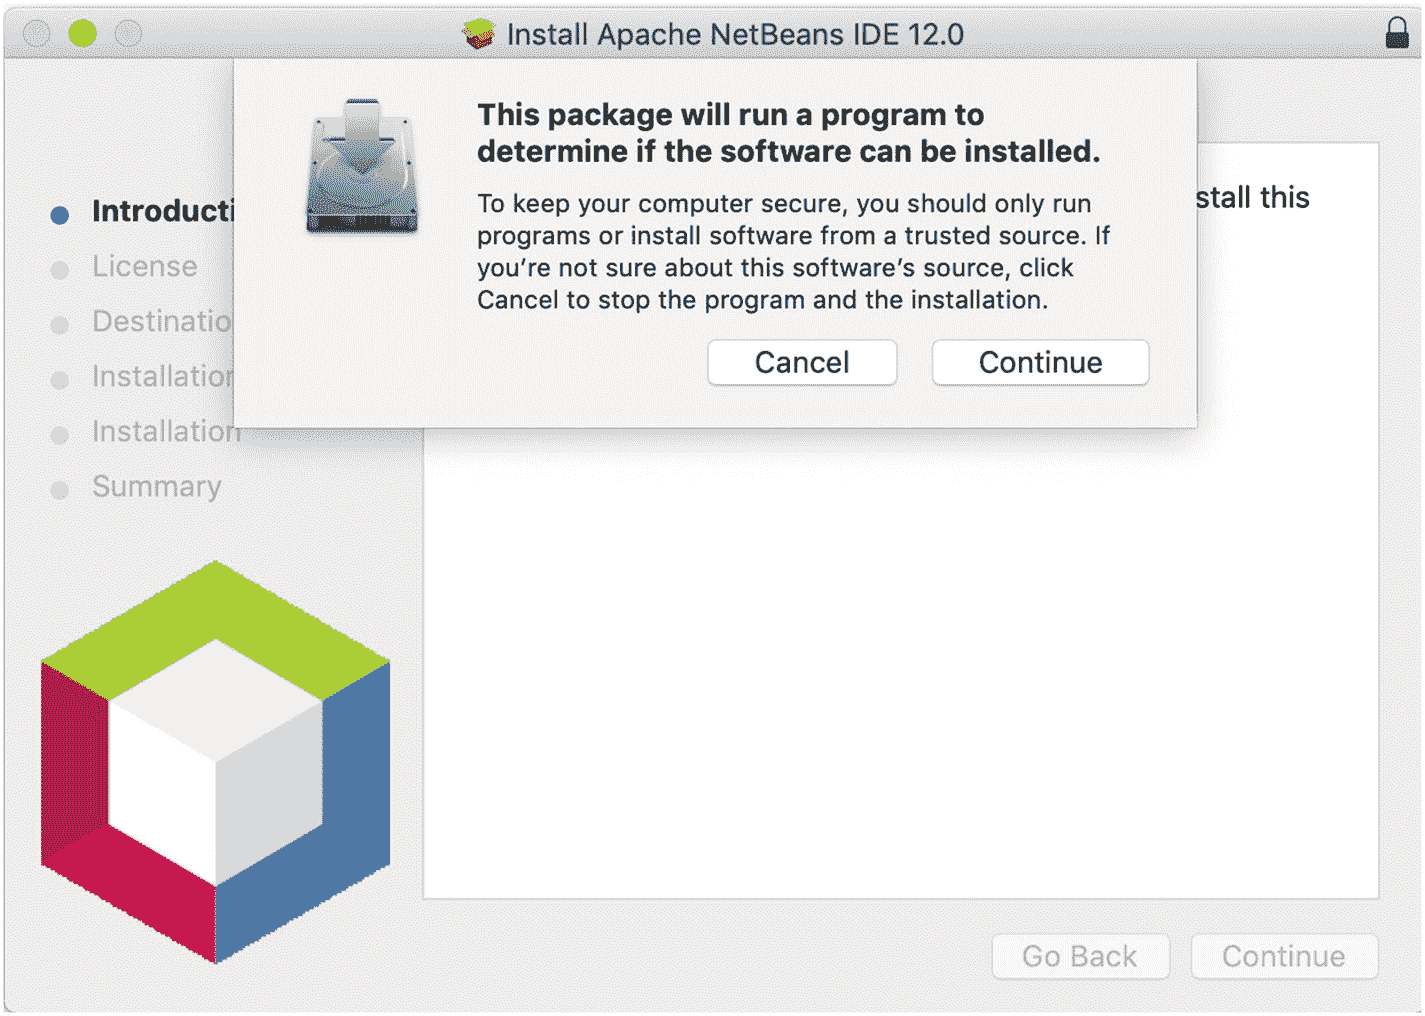 Install Apache NetBeans IDE 12.0
This package will run a program to
determine if the software can be installed.
To keep your computer secure, you should only run
programs or install software from a trusted source. If
you’re not sure about this software’s source, click
Cancel to stop the program and the installation.
Cancel
Continue
stall this
Introducti
License
Destinatio
Installation
Installation
Summary
Go Back
Continue